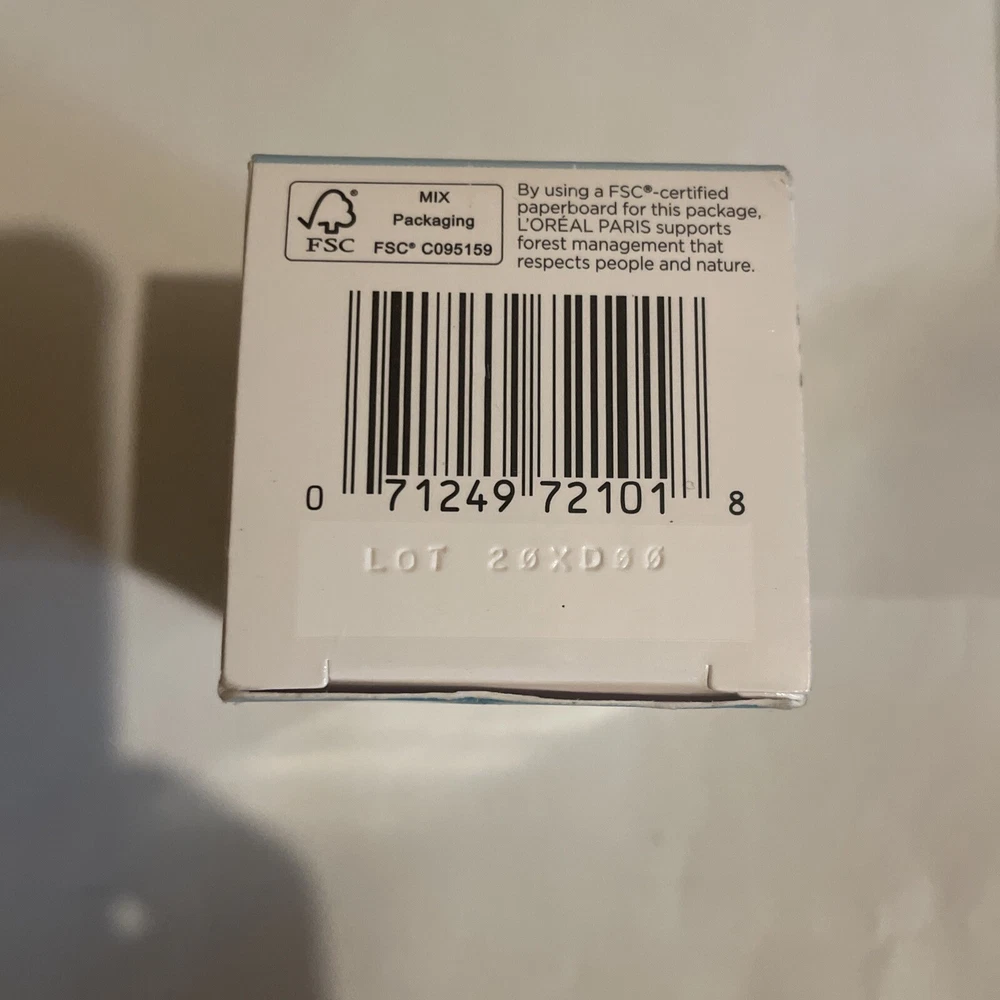 FSC®
MIX
Packaging
FSC® C095159
By using a FSC®-certified
paperboard for this package,
L'ORÉAL PARIS supports
forest management that
respects people and nature.
0 71249 72101 8
LOT 20XD00